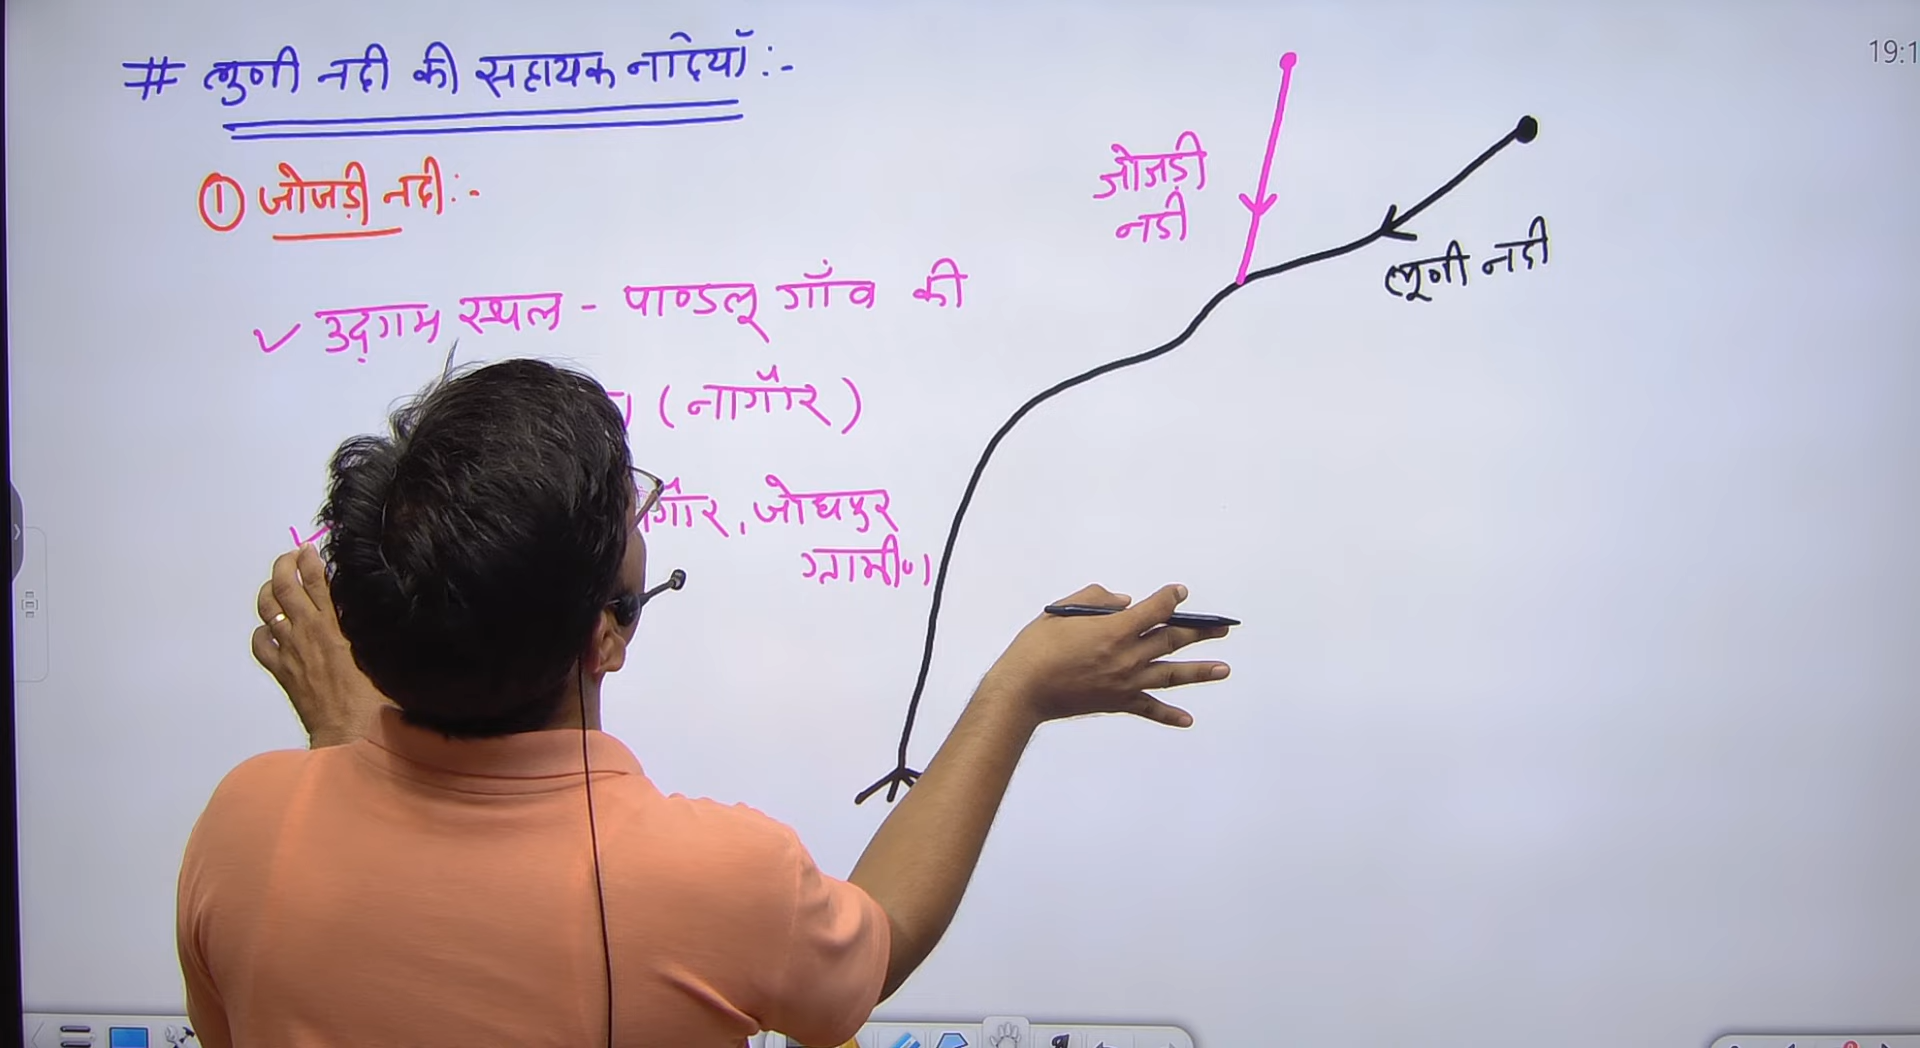 # लुणी नदी की सहायक नदियाँ:-
① जोजड़ी नदी:-
✓ उद्गम स्थल - पाण्डलू गाँव की
(नागौर)
✓ र्गौर, जोधपुर
ग्रामीण
जोजड़ी
नदी
लूणी नदी
19:1